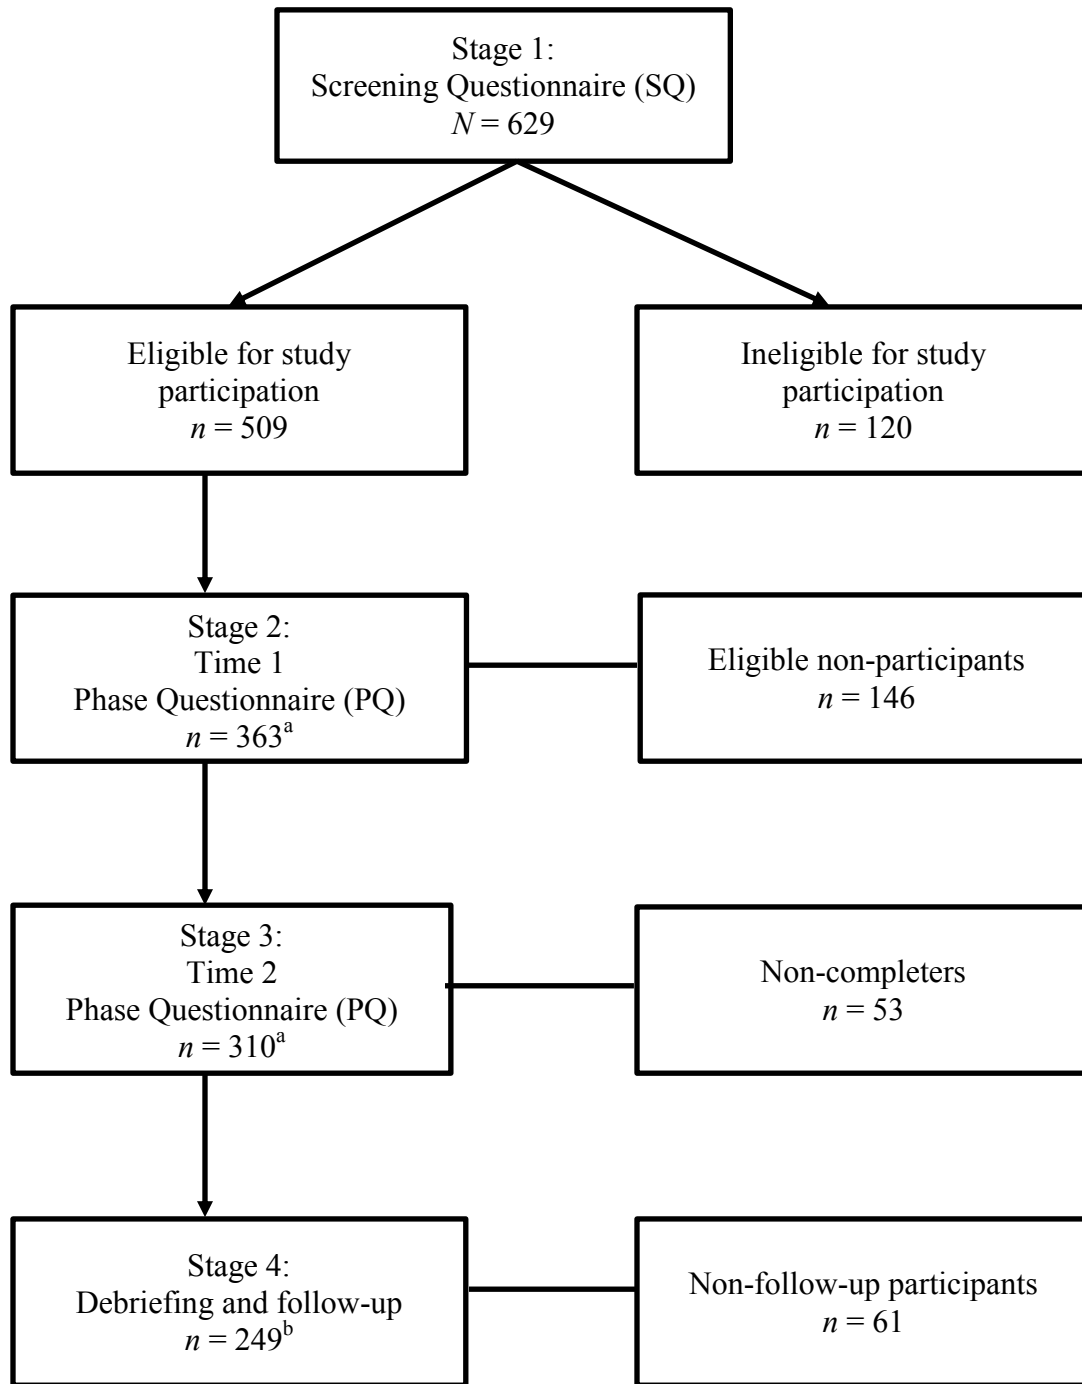 Stage 1:
Screening Questionnaire (SQ)
N = 629
Eligible for study
participation
n = 509
Ineligible for study
participation
n = 120
Stage 2:
Time 1
Phase Questionnaire (PQ)
n = 363ᵃ
Eligible non-participants
n = 146
Stage 3:
Time 2
Phase Questionnaire (PQ)
n = 310ᵃ
Non-completers
n = 53
Stage 4:
Debriefing and follow-up
n = 249ᵇ
Non-follow-up participants
n = 61